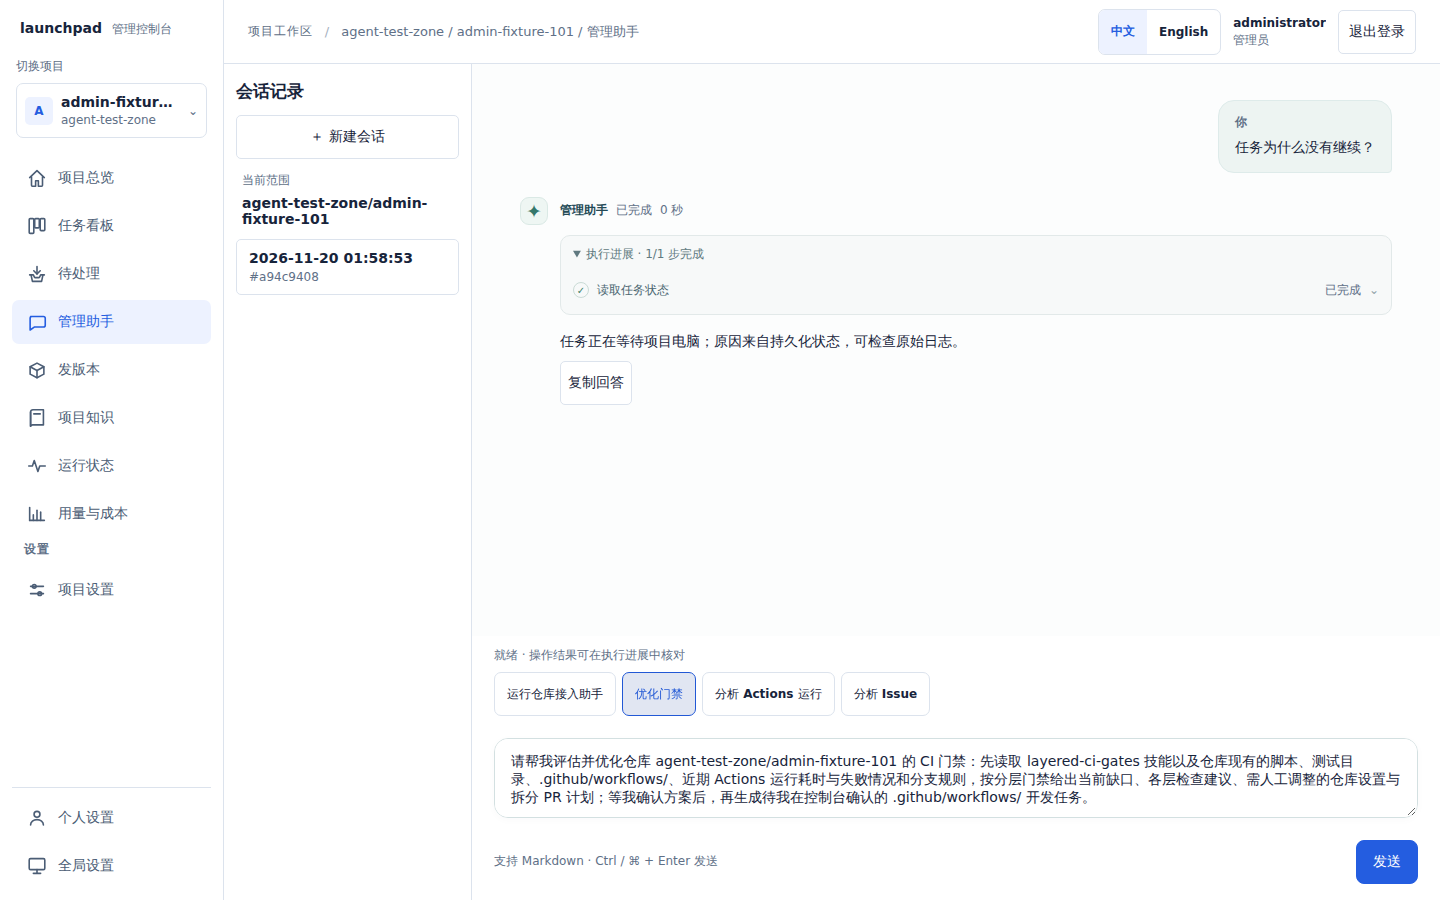 launchpad 管理控制台
切换项目
A
admin-fixtur...
agent-test-zone
项目总览
任务看板
待处理
管理助手
发版本
项目知识
运行状态
用量与成本
设置
项目设置
个人设置
全局设置
项目工作区 / agent-test-zone / admin-fixture-101 / 管理助手
中文 English
administrator
管理员
退出登录
会话记录
+ 新建会话
当前范围
agent-test-zone/admin-
fixture-101
2026-11-20 01:58:53
#a94c9408
你
任务为什么没有继续？
管理助手 已完成 0 秒
▼ 执行进展 · 1/1 步完成
✓ 读取任务状态 已完成
任务正在等待项目电脑；原因来自持久化状态，可检查原始日志。
复制回答
就绪 · 操作结果可在执行进展中核对
运行仓库接入助手 优化门禁 分析 Actions 运行 分析 Issue
请帮我评估并优化仓库 agent-test-zone/admin-fixture-101 的 CI 门禁：先读取 layered-ci-gates 技能以及仓库现有的脚本、测试目
录、.github/workflows/、近期 Actions 运行耗时与失败情况和分支规则，按分层门禁给出当前缺口、各层检查建议、需人工调整的仓库设置与
拆分 PR 计划；等我确认方案后，再生成待我在控制台确认的 .github/workflows/ 开发任务。
支持 Markdown · Ctrl / ⌘ + Enter 发送
发送